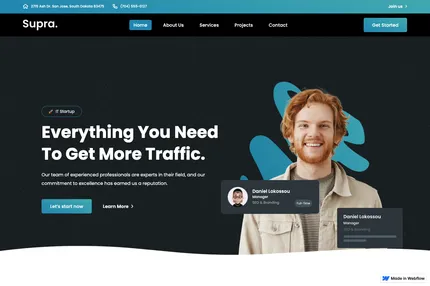 2715 Ash St. San Jose, South Dakota 83475
(704) 555-0127
Join us
Supra.
Home
About Us
Services
Projects
Contact
Get Started
IT Startup
Everything You Need
To Get More Traffic.
Our team of experienced professionals are experts in their field, and our
commitment to excellence has earned us a reputation.
Let's start now
Learn More
Daniel Lokossou
Manager
SEO & Branding
Full-Time
Daniel Lokossou
Manager
SEO & Branding
Made in Webflow